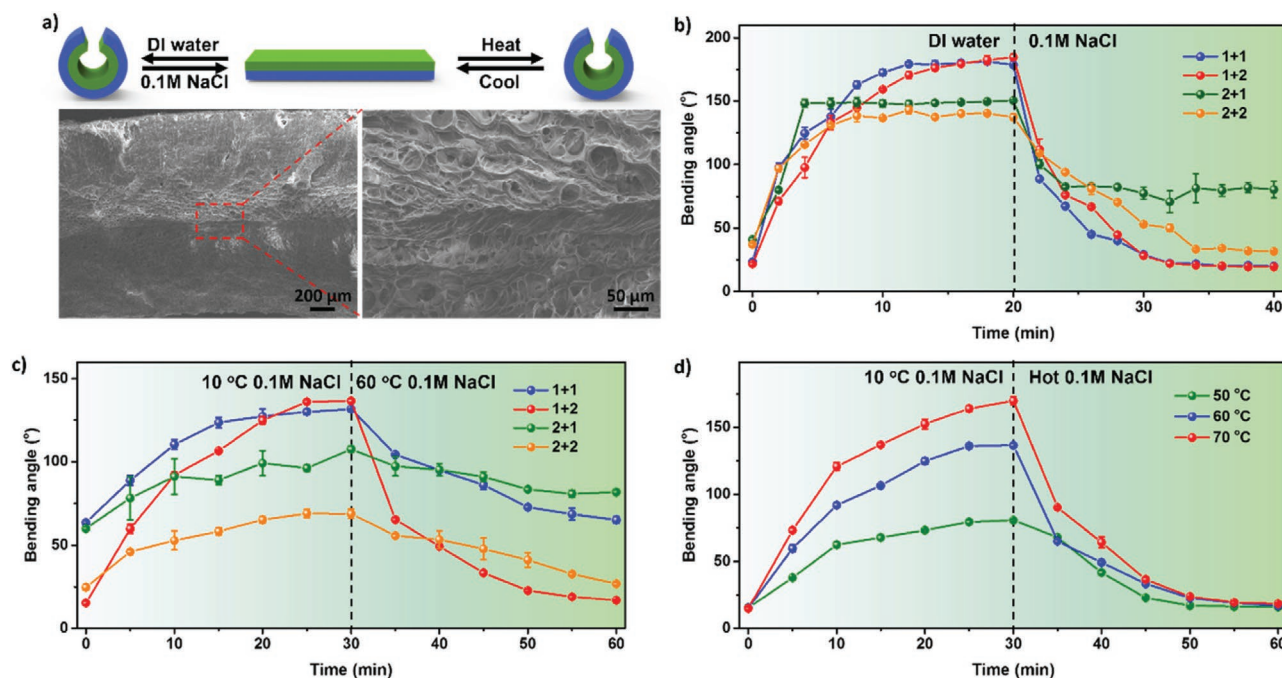 a)
DI water
0.1M NaCl
Heat
Cool
200 µm
50 µm
b)
DI water
0.1M NaCl
1+1
1+2
2+1
2+2
Bending angle (°)
200
150
100
50
0
0
10
20
30
40
Time (min)
c)
10 °C 0.1M NaCl
60 °C 0.1M NaCl
1+1
1+2
2+1
2+2
Bending angle (°)
150
100
50
0
0
10
20
30
40
50
60
Time (min)
d)
10 °C 0.1M NaCl
Hot 0.1M NaCl
50 °C
60 °C
70 °C
Bending angle (°)
150
100
50
0
0
10
20
30
40
50
60
Time (min)